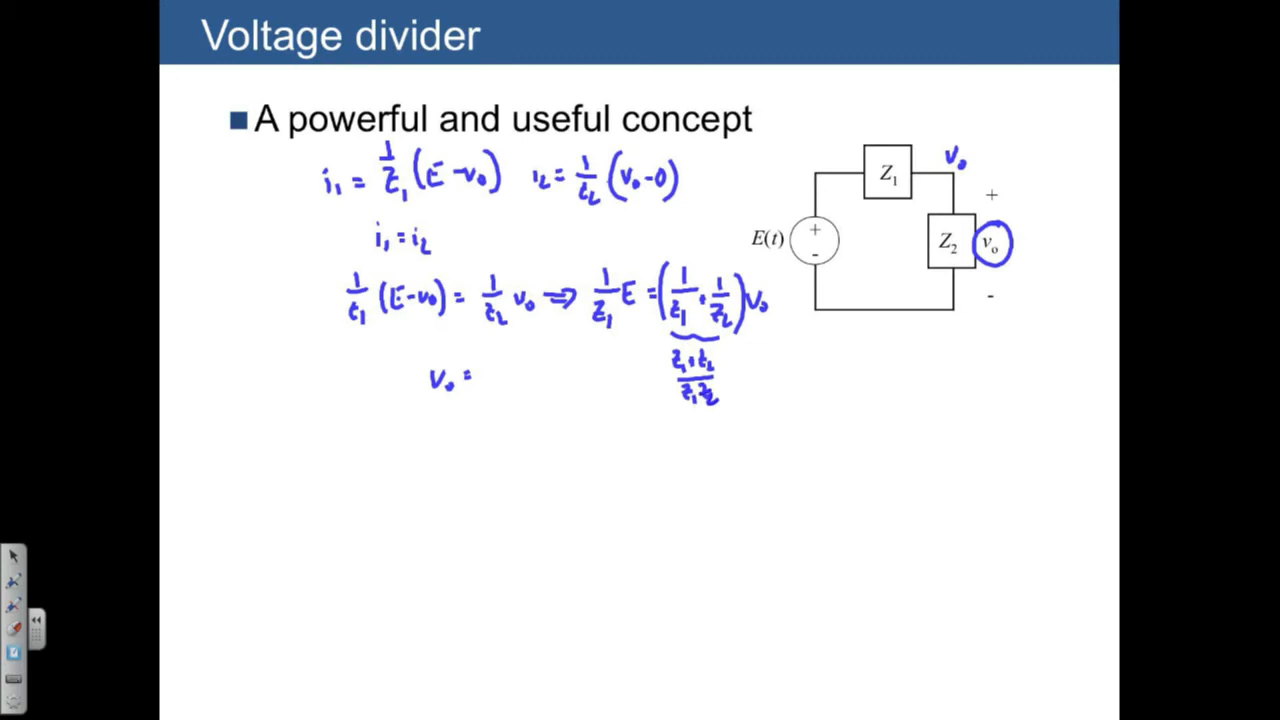 Voltage divider
A powerful and useful concept
i₁ = 1/Z₁ (E - v₀) i₂ = 1/Z₂ (v₀ - 0)
i₁ = i₂
1/Z₁ (E - v₀) = 1/Z₂ v₀ ⇒ 1/Z₁ E = (1/Z₁ + 1/Z₂) v₀
Z₁ + Z₂ / Z₁Z₂
v₀ =
v₀
Z₁
+
E(t) + - Z₂ vₒ
-